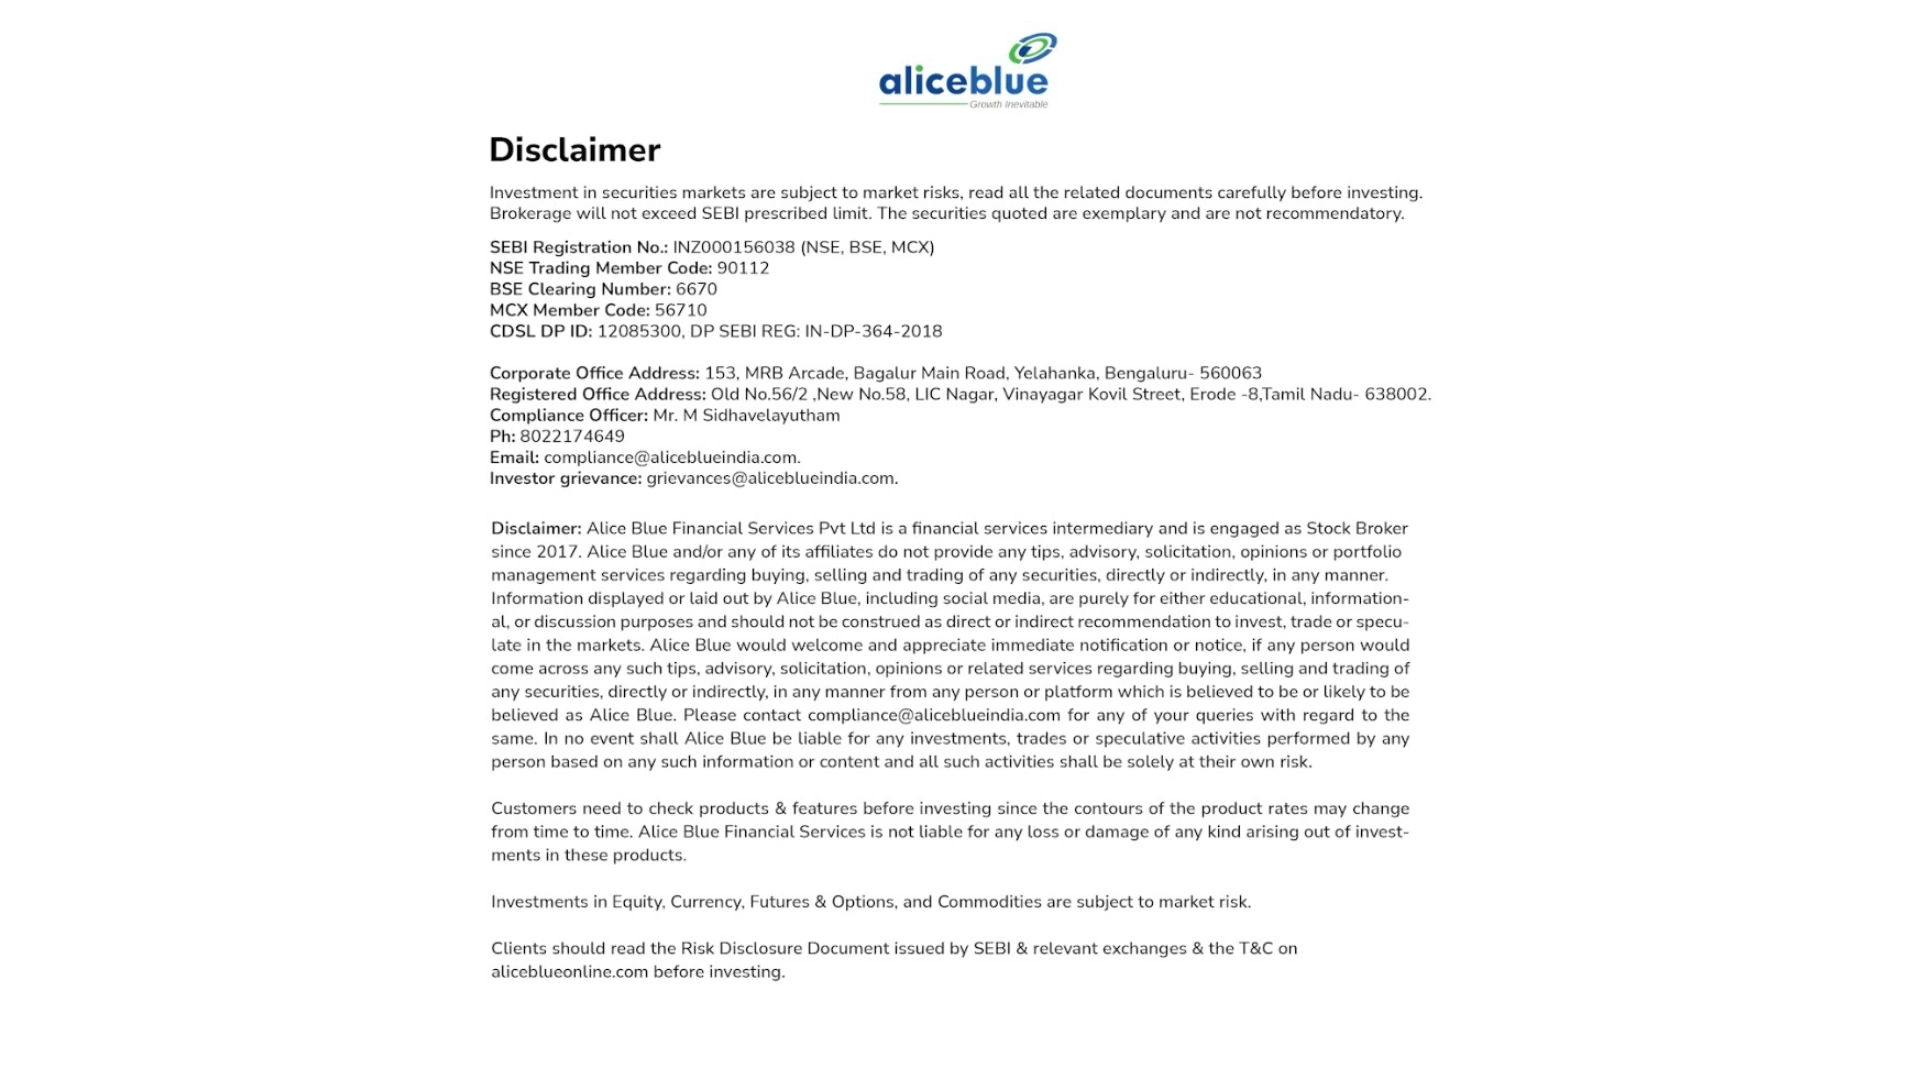 aliceblue
Growth Inevitable
Disclaimer
Investment in securities markets are subject to market risks, read all the related documents carefully before investing.
Brokerage will not exceed SEBI prescribed limit. The securities quoted are exemplary and are not recommendatory.
SEBI Registration No.: INZ000156038 (NSE, BSE, MCX)
NSE Trading Member Code: 90112
BSE Clearing Number: 6670
MCX Member Code: 56710
CDSL DP ID: 12085300, DP SEBI REG: IN-DP-364-2018
Corporate Office Address: 153, MRB Arcade, Bagalur Main Road, Yelahanka, Bengaluru- 560063
Registered Office Address: Old No.56/2 ,New No.58, LIC Nagar, Vinayagar Kovil Street, Erode -8,Tamil Nadu- 638002.
Compliance Officer: Mr. M Sidhavelayutham
Ph: 8022174649
Email: compliance@aliceblueindia.com.
Investor grievance: grievances@aliceblueindia.com.
Disclaimer: Alice Blue Financial Services Pvt Ltd is a financial services intermediary and is engaged as Stock Broker
since 2017. Alice Blue and/or any of its affiliates do not provide any tips, advisory, solicitation, opinions or portfolio
management services regarding buying, selling and trading of any securities, directly or indirectly, in any manner.
Information displayed or laid out by Alice Blue, including social media, are purely for either educational, information-
al, or discussion purposes and should not be construed as direct or indirect recommendation to invest, trade or specu-
late in the markets. Alice Blue would welcome and appreciate immediate notification or notice, if any person would
come across any such tips, advisory, solicitation, opinions or related services regarding buying, selling and trading of
any securities, directly or indirectly, in any manner from any person or platform which is believed to be or likely to be
believed as Alice Blue. Please contact compliance@aliceblueindia.com for any of your queries with regard to the
same. In no event shall Alice Blue be liable for any investments, trades or speculative activities performed by any
person based on any such information or content and all such activities shall be solely at their own risk.
Customers need to check products & features before investing since the contours of the product rates may change
from time to time. Alice Blue Financial Services is not liable for any loss or damage of any kind arising out of invest-
ments in these products.
Investments in Equity, Currency, Futures & Options, and Commodities are subject to market risk.
Clients should read the Risk Disclosure Document issued by SEBI & relevant exchanges & the T&C on
aliceblueonline.com before investing.